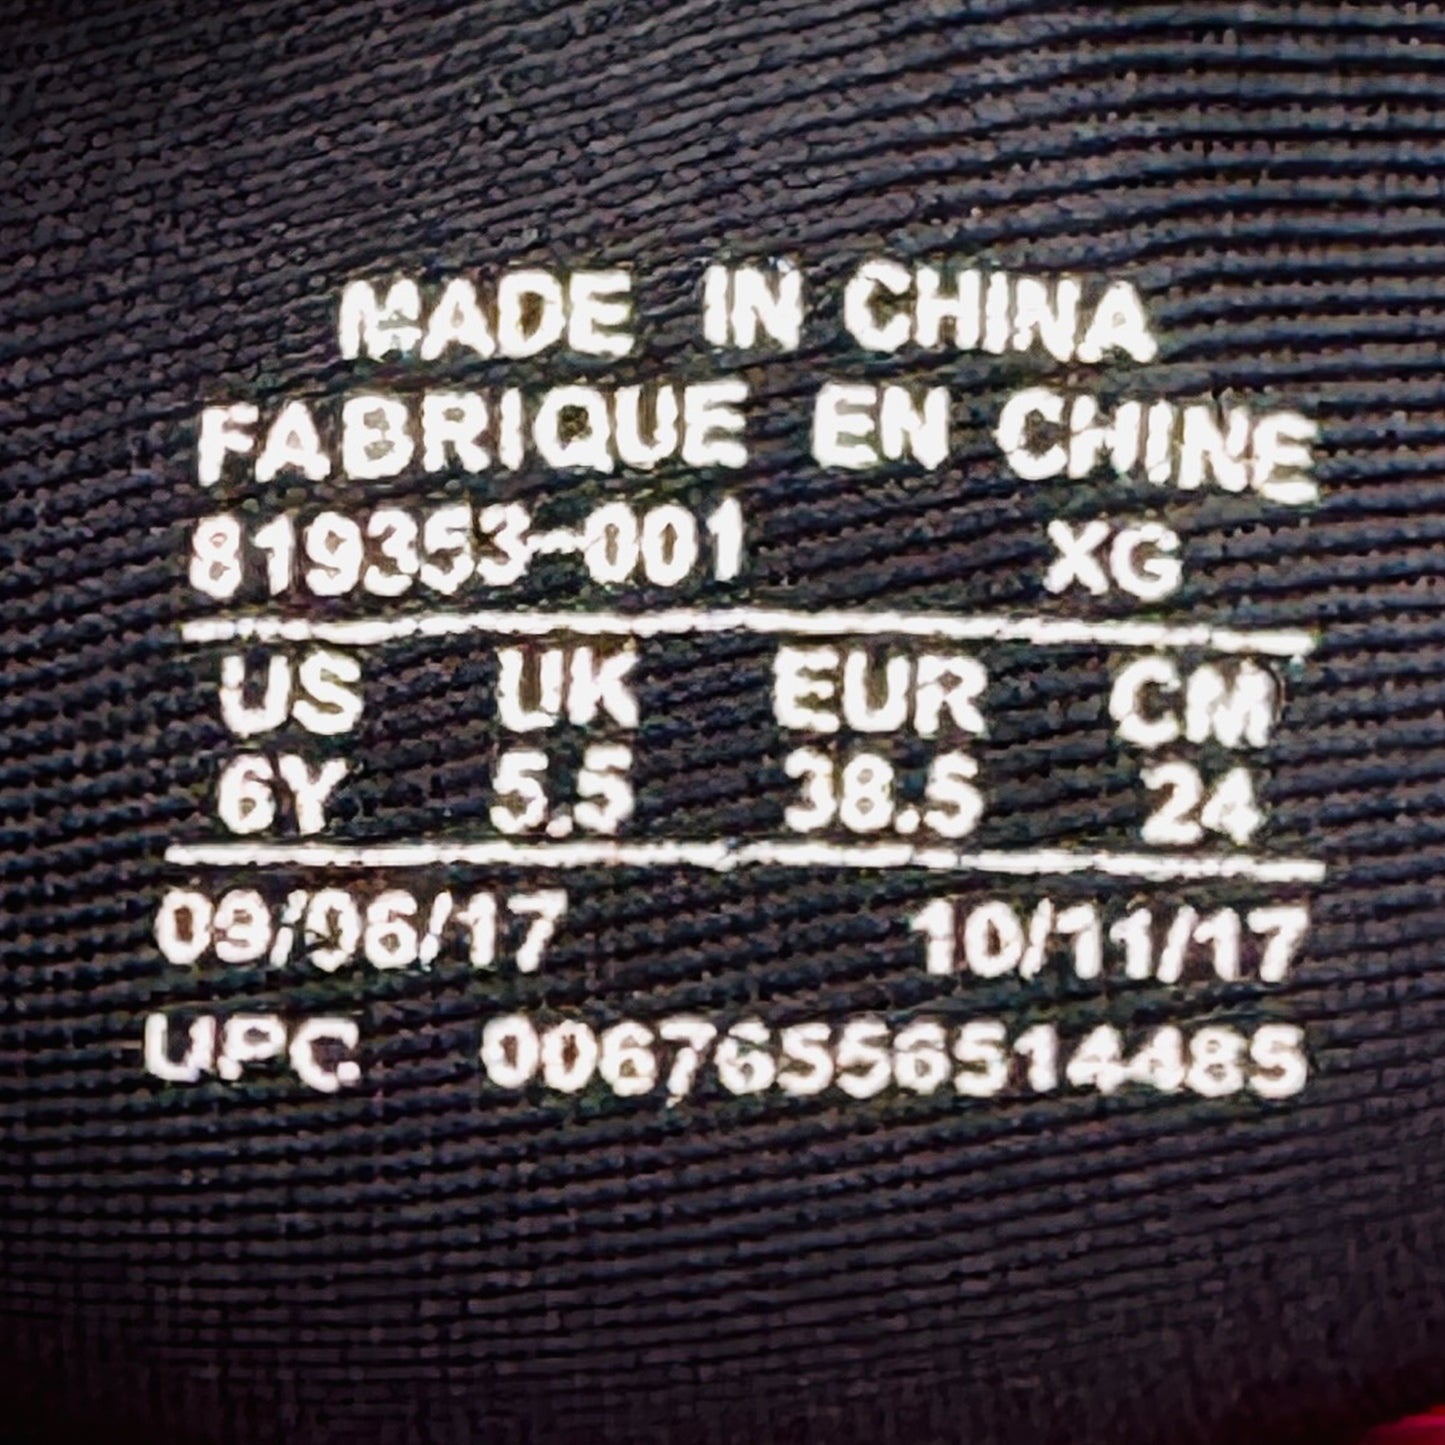 MADE IN CHINA
FABRIQUE EN CHINE
819353-001 XG
US UK EUR CM
6Y 5.5 38.5 24
09/06/17 10/11/17
UPC 00676556514485